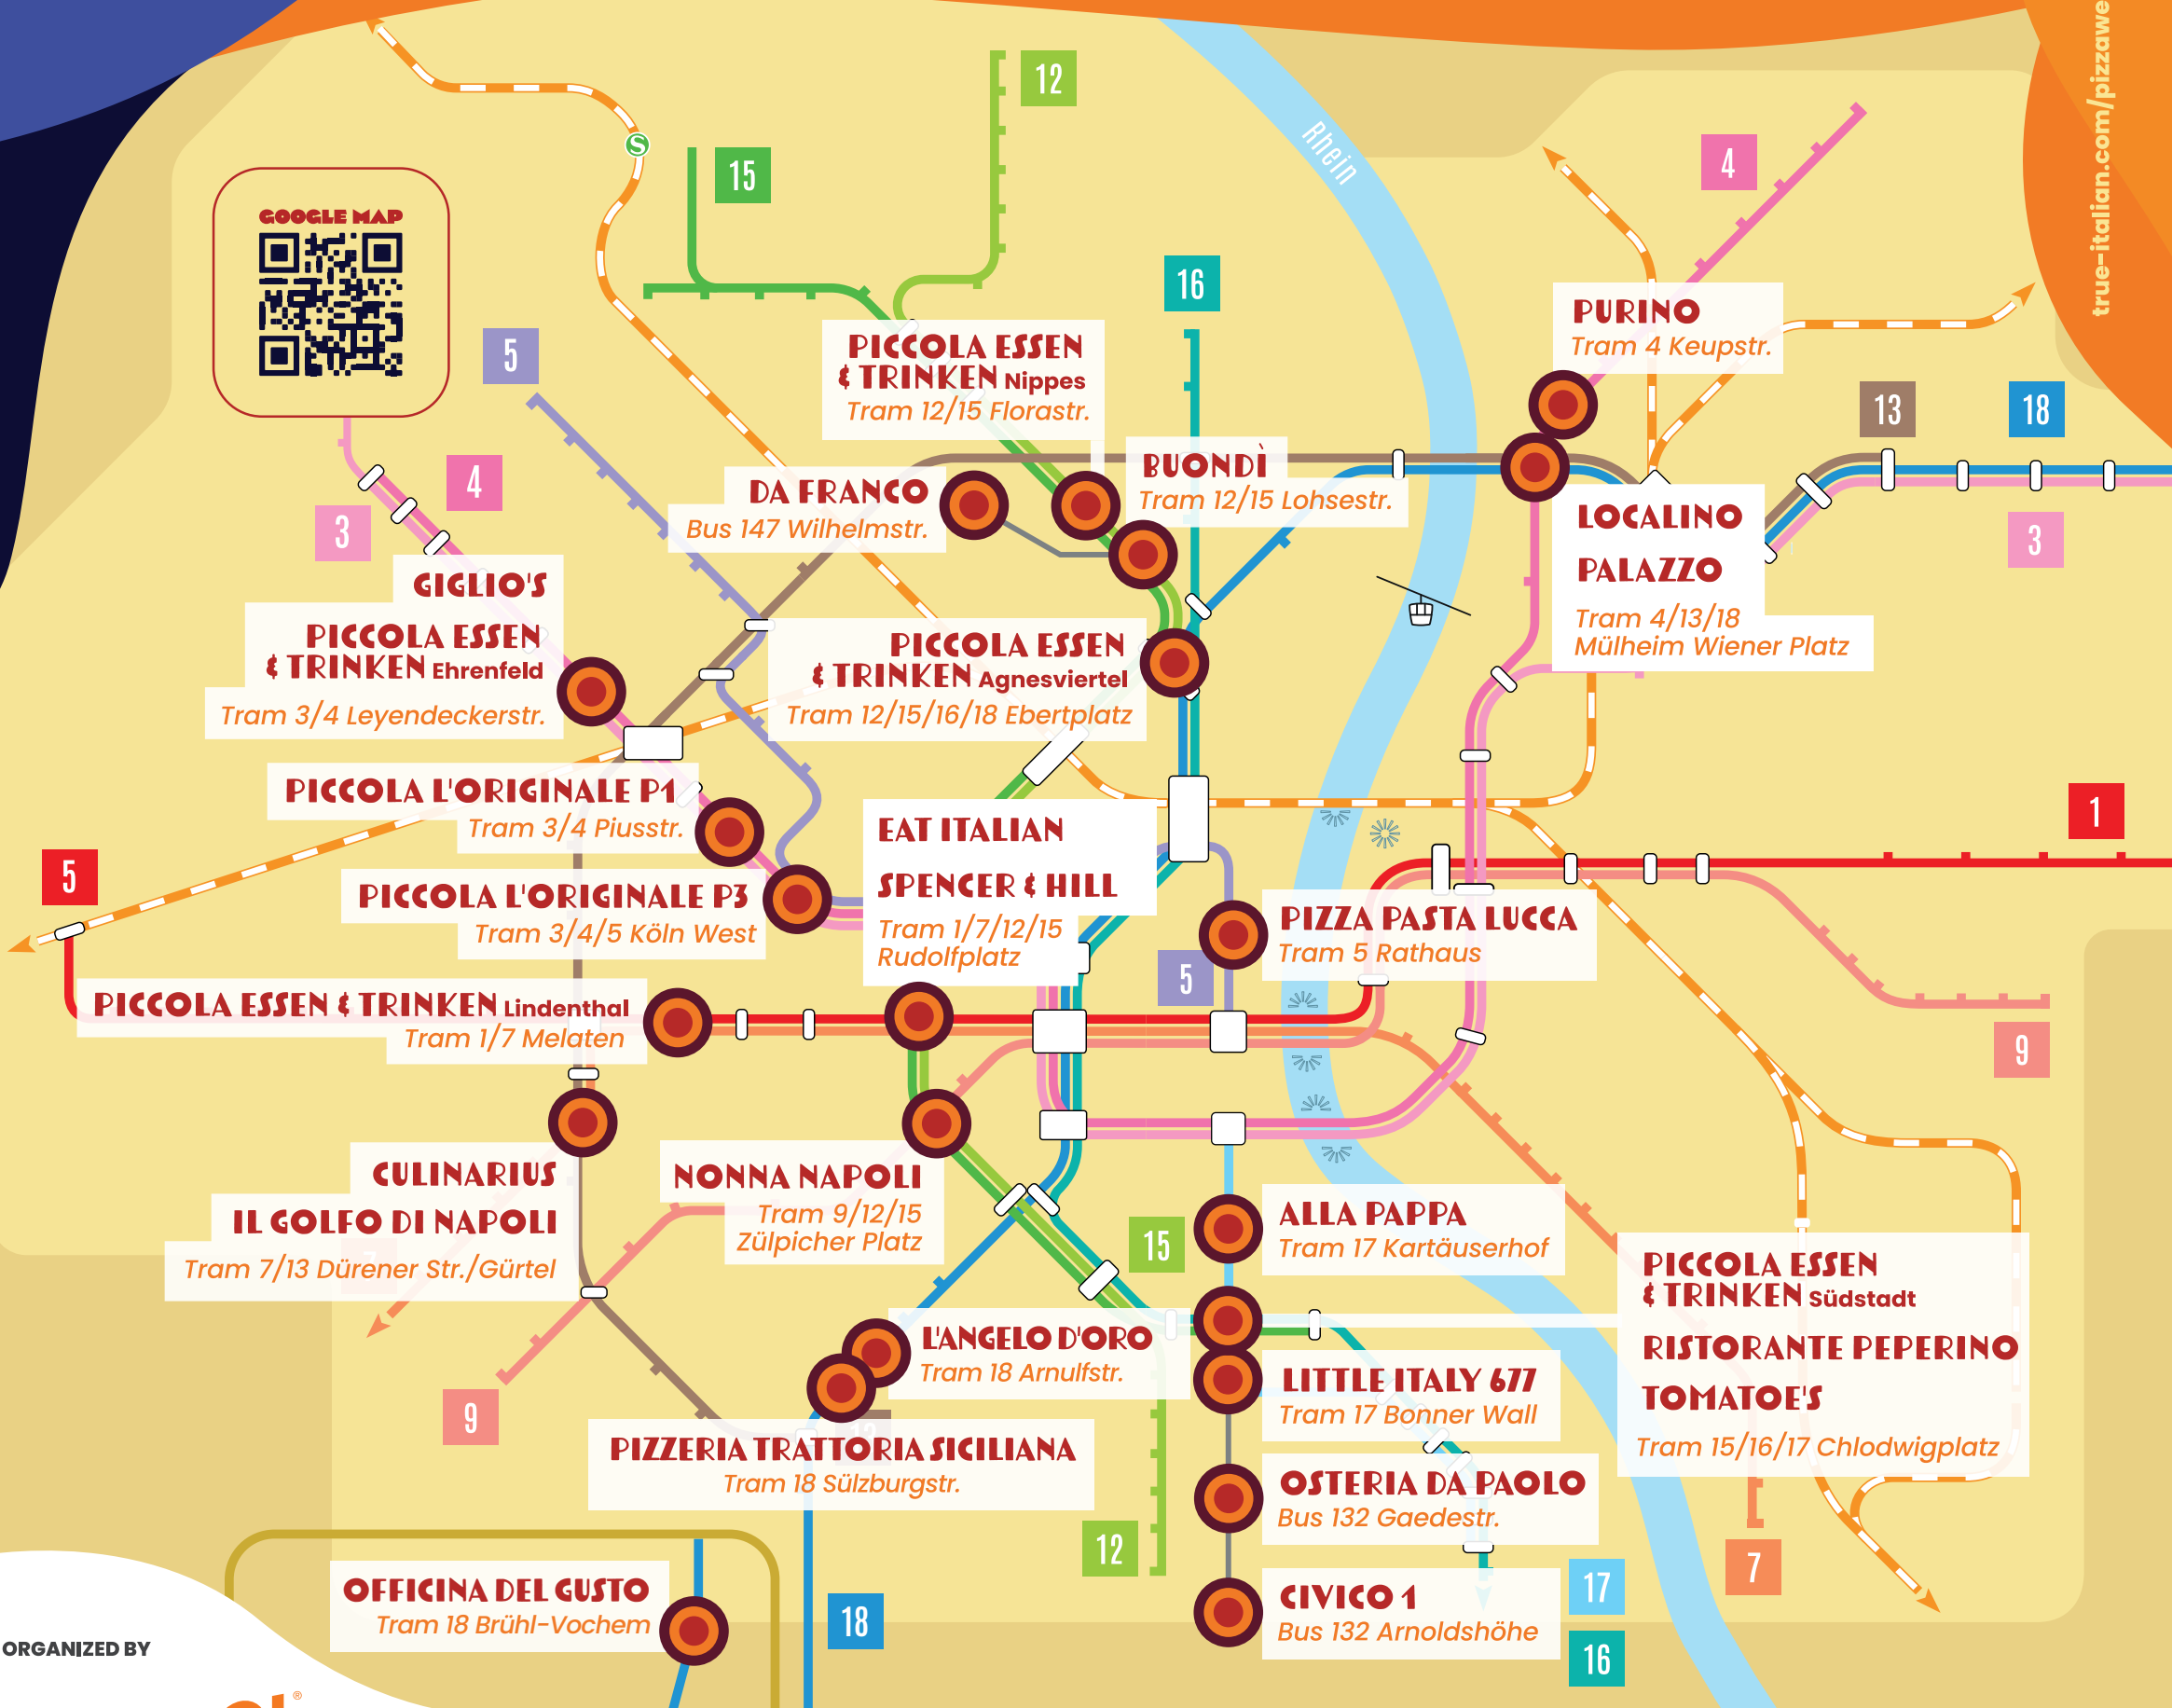 true-italian.com/pizzawe
12
15
4
Rhein
GOOGLE MAP
16
S
PURINO
Tram 4 Keupstr.
5
PICCOLA ESSEN
& TRINKEN Nippes
Tram 12/15 Florastr.
13
18
4
3
BUONDÌ
Tram 12/15 Lohsestr.
DA FRANCO
Bus 147 Wilhelmstr.
LOCALINO
PALAZZO
Tram 4/13/18
Mülheim Wiener Platz
3
GIGLIO'S
PICCOLA ESSEN
& TRINKEN Ehrenfeld
Tram 3/4 Leyendeckerstr.
PICCOLA ESSEN
& TRINKEN Agnesviertel
Tram 12/15/16/18 Ebertplatz
PICCOLA L'ORIGINALE P1
Tram 3/4 Piusstr.
1
5
PICCOLA L'ORIGINALE P3
Tram 3/4/5 Köln West
EAT ITALIAN
SPENCER & HILL
Tram 1/7/12/15
Rudolfplatz
PIZZA PASTA LUCCA
Tram 5 Rathaus
5
PICCOLA ESSEN & TRINKEN Lindenthal
Tram 1/7 Melaten
9
CULINARIUS
IL GOLFO DI NAPOLI
Tram 7/13 Dürener Str./Gürtel
7
NONNA NAPOLI
Tram 9/12/15
Zülpicher Platz
15
ALLA PAPPA
Tram 17 Kartäuserhof
PICCOLA ESSEN
& TRINKEN Südstadt
RISTORANTE PEPERINO
TOMATOE'S
Tram 15/16/17 Chlodwigplatz
L'ANGELO D'ORO
Tram 18 Arnulfstr.
LITTLE ITALY 677
Tram 17 Bonner Wall
9
PIZZERIA TRATTORIA SICILIANA
Tram 18 Sülzburgstr.
OSTERIA DA PAOLO
Bus 132 Gaedestr.
12
7
17
OFFICINA DEL GUSTO
Tram 18 Brühl-Vochem
18
CIVICO 1
Bus 132 Arnoldshöhe
16
ORGANIZED BY
®